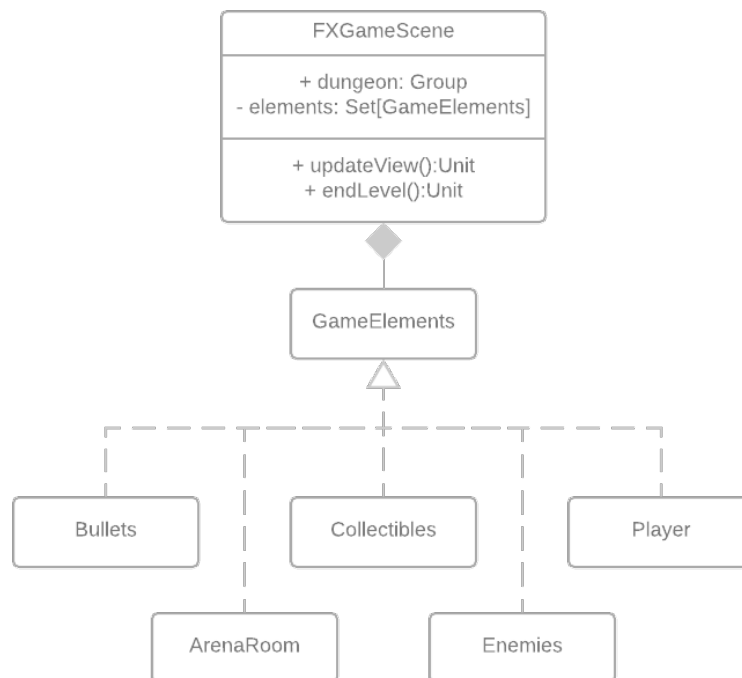 FXGameScene
+ dungeon: Group
- elements: Set[GameElements]
+ updateView():Unit
+ endLevel():Unit
GameElements
Bullets
Collectibles
Player
ArenaRoom
Enemies